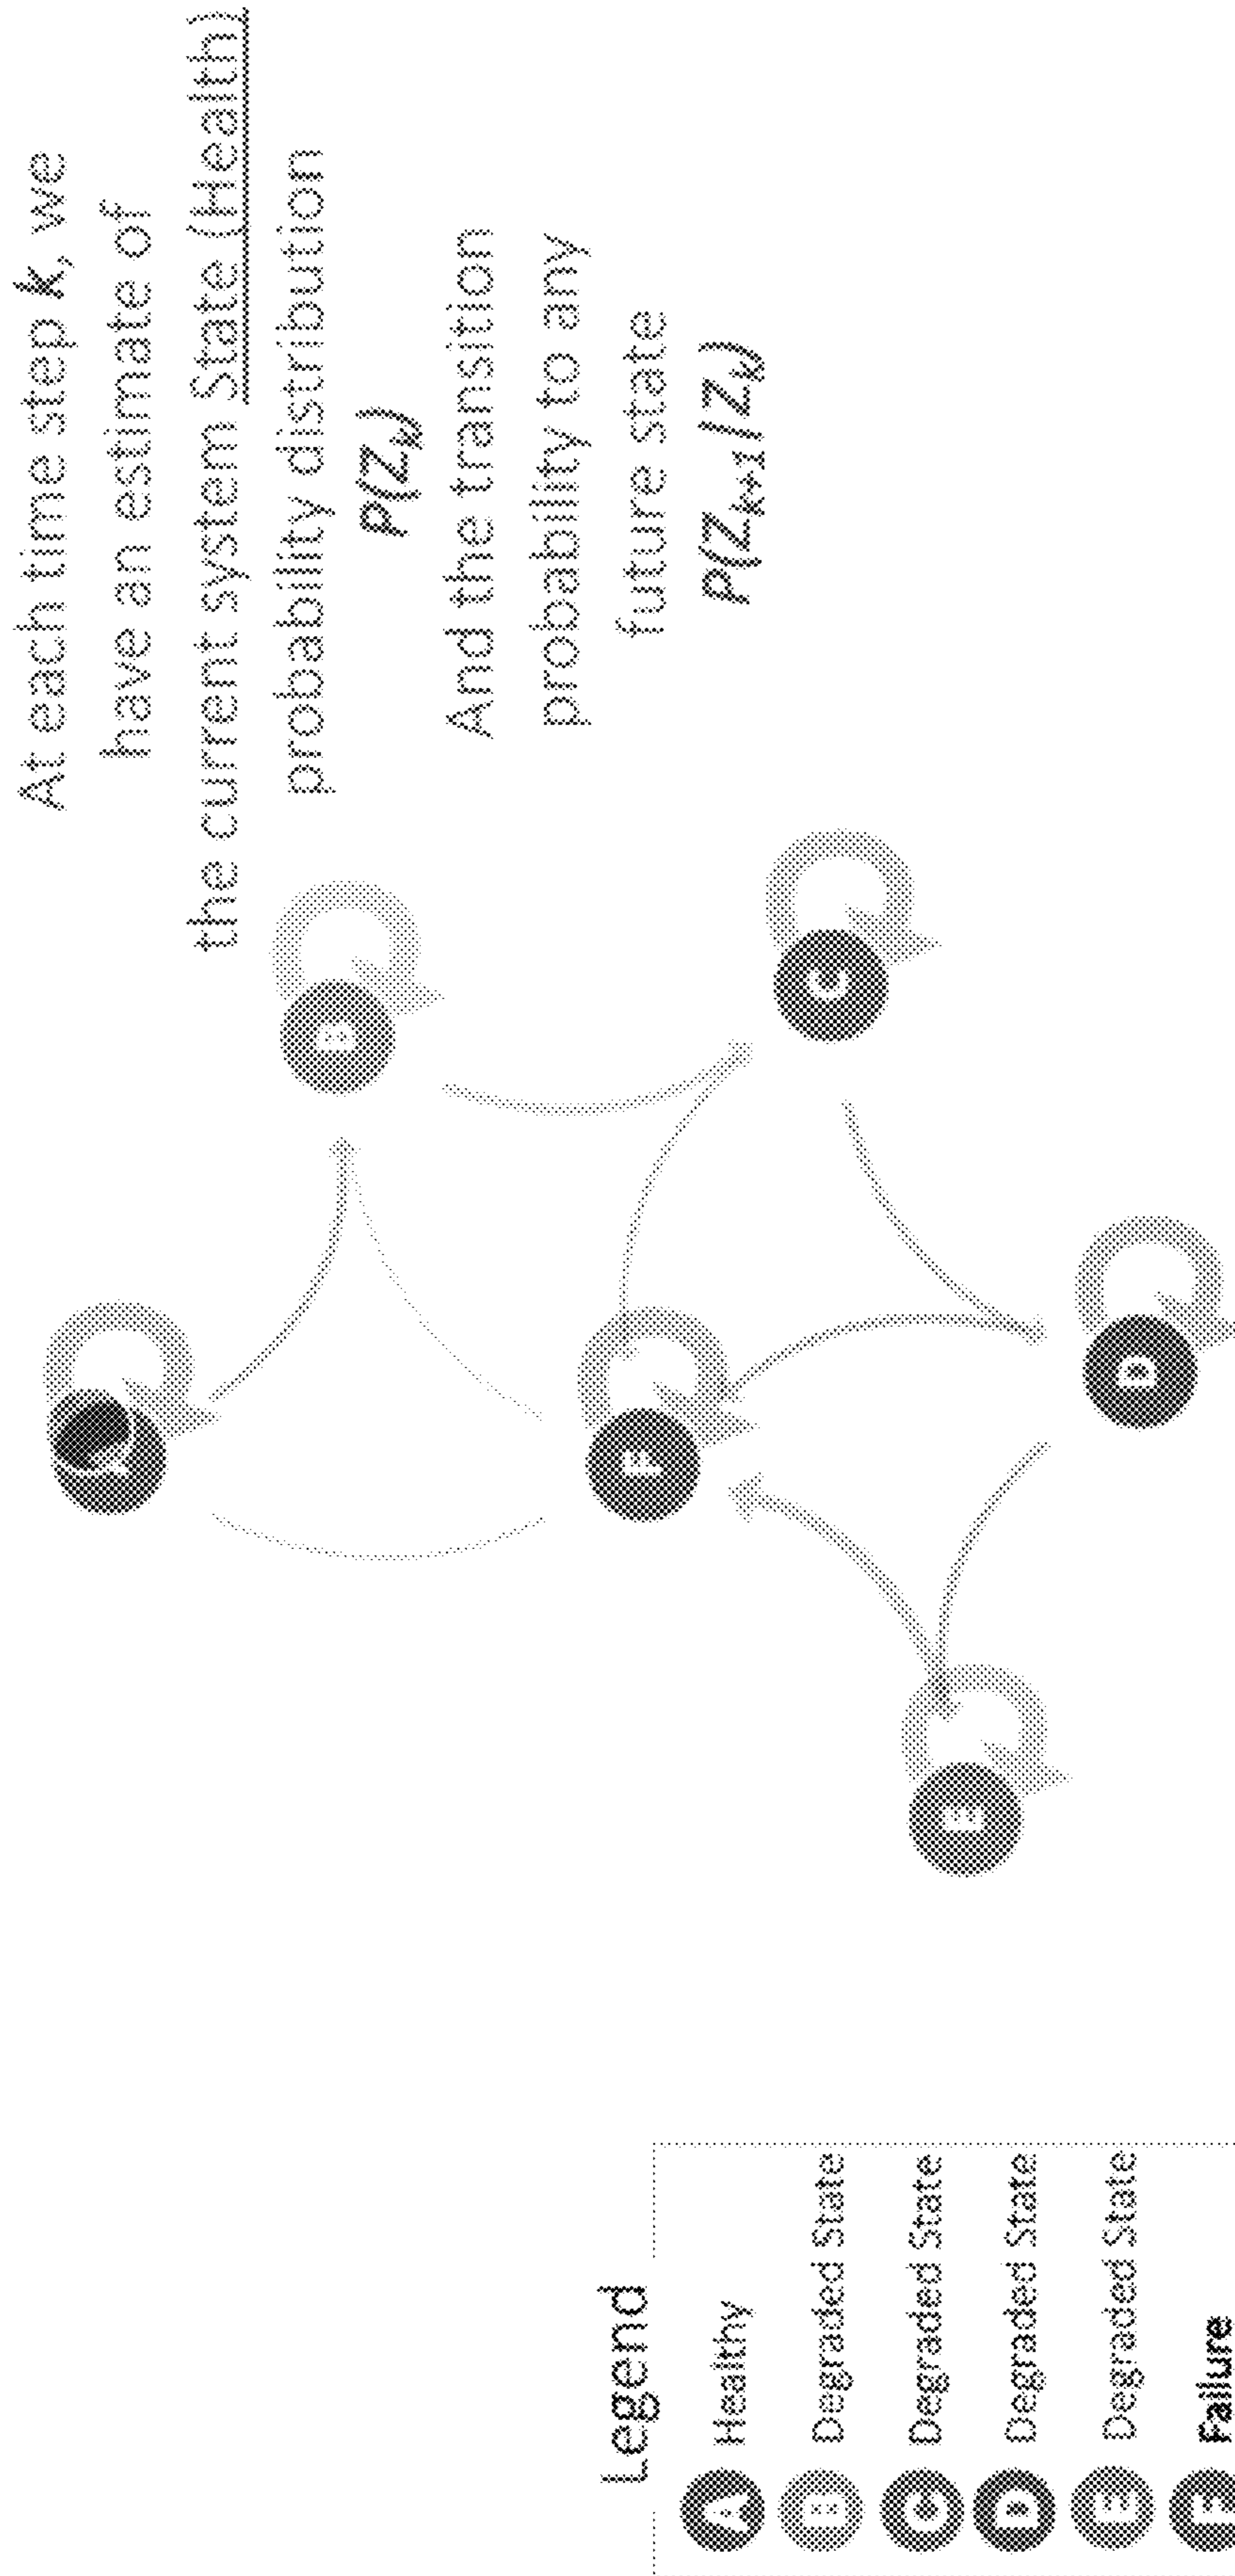 At each time step k, we
have an estimate of
the current system State (Health)
probability distribution
P(Zk)
And the transition
probability to any
future state
P(Zk+1|Zk)
B
C
F
D
E
Legend
A Healthy
B Degraded State
C Degraded State
D Degraded State
E Degraded State
F Failure